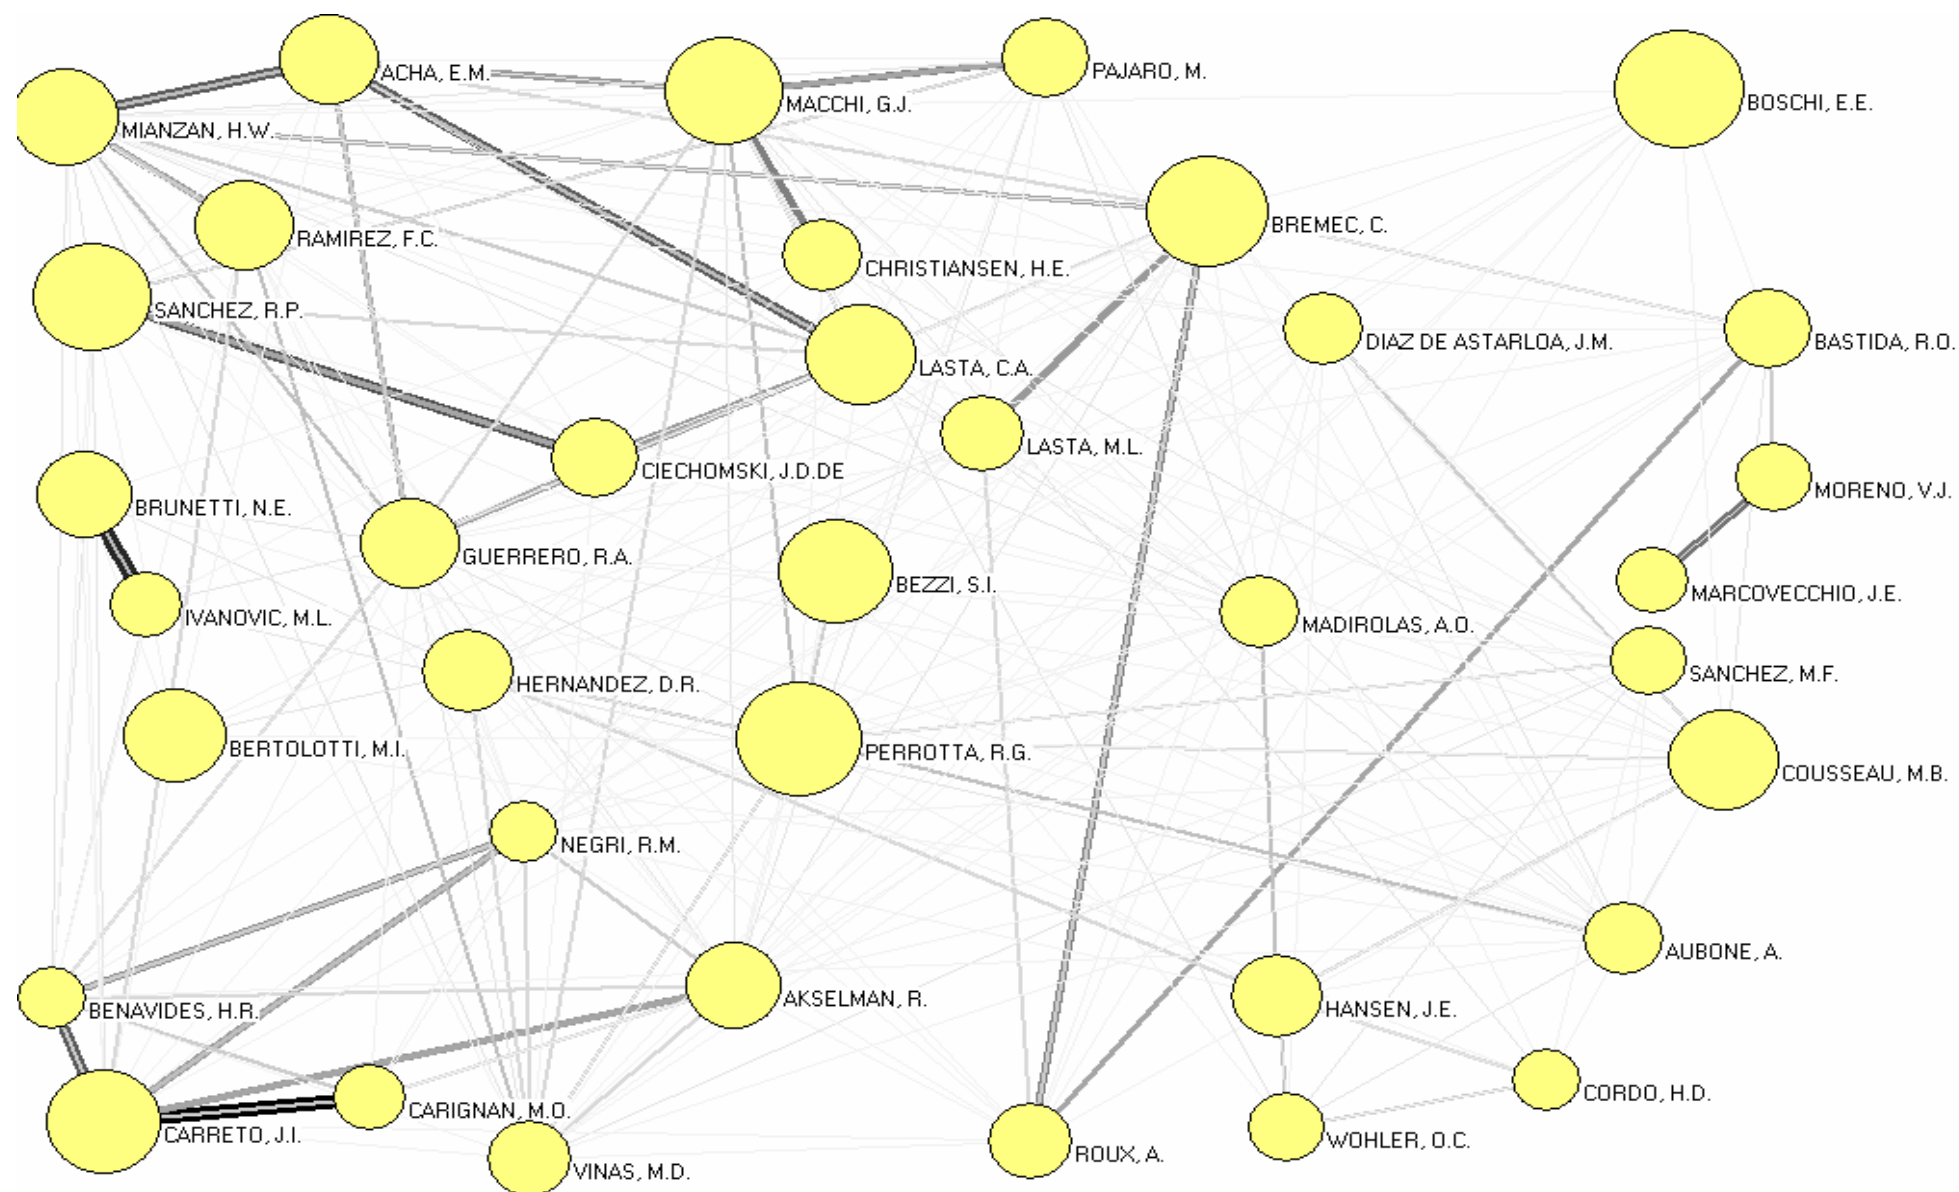 ACHA, E.M.
PAJARO, M.
MACCHI, G.J.
BOSCHI, E.E.
MIANZAN, H.W.
BREMEC, C.
RAMIREZ, F.C.
CHRISTIANSEN, H.E.
SANCHEZ, R.P.
DIAZ DE ASTARLOA, J.M.
BASTIDA, R.O.
LASTA, C.A.
LASTA, M.L.
CIECHOMSKI, J.D.DE
MORENO, V.J.
BRUNETTI, N.E.
GUERRERO, R.A.
BEZZI, S.I.
MARCOVECCHIO, J.E.
IVANOVIC, M.L.
MADIROLAS, A.O.
SANCHEZ, M.F.
HERNANDEZ, D.R.
BERTOLOTTI, M.I.
PERROTTA, R.G.
COUSSEAU, M.B.
NEGRI, R.M.
AUBONE, A.
AKSELMAN, R.
HANSEN, J.E.
BENAVIDES, H.R.
CORDO, H.D.
CARIGNAN, M.O.
CARRETO, J.I.
WOHLER, O.C.
ROUX, A.
VINAS, M.D.